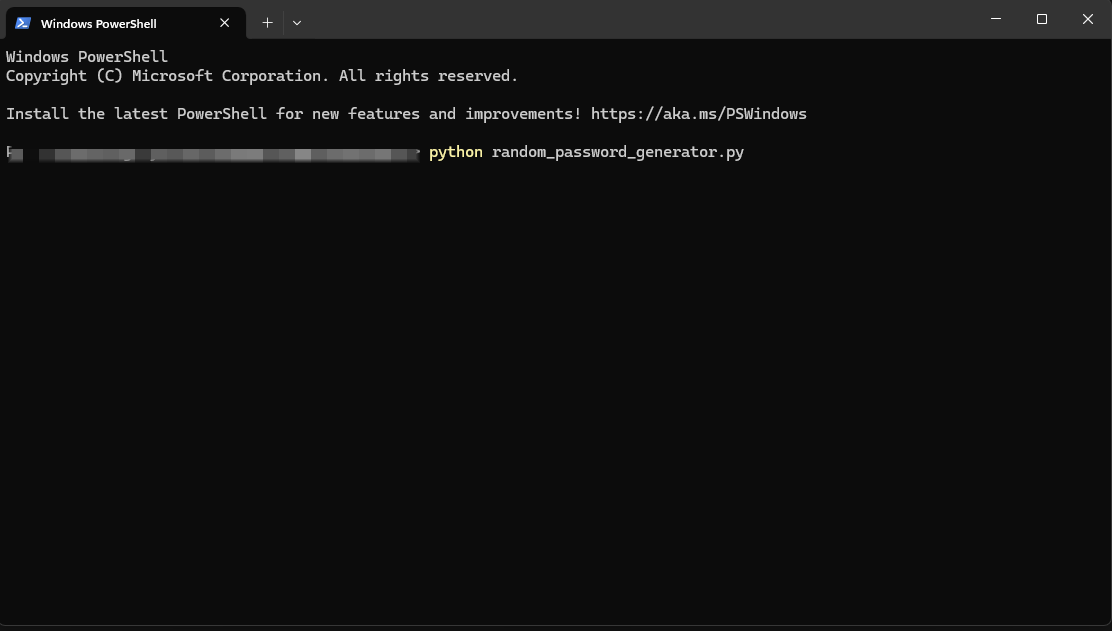 Windows PowerShell
Windows PowerShell
Copyright (C) Microsoft Corporation. All rights reserved.
Install the latest PowerShell for new features and improvements! https://aka.ms/PSWindows
python random_password_generator.py